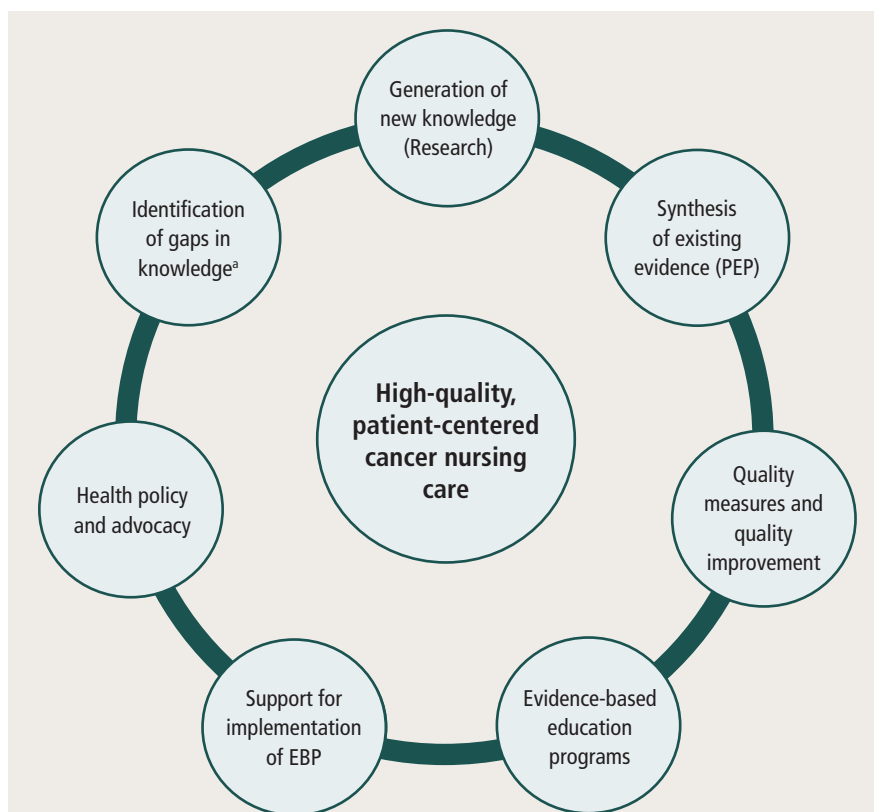 Generation of
new knowledge
(Research)
Synthesis
of existing
evidence (PEP)
Quality
measures and
quality
improvement
Evidence-based
education
programs
Support for
implementation
of EBP
Health policy
and advocacy
Identification
of gaps in
knowledgeᵃ
High-quality,
patient-centered
cancer nursing
care